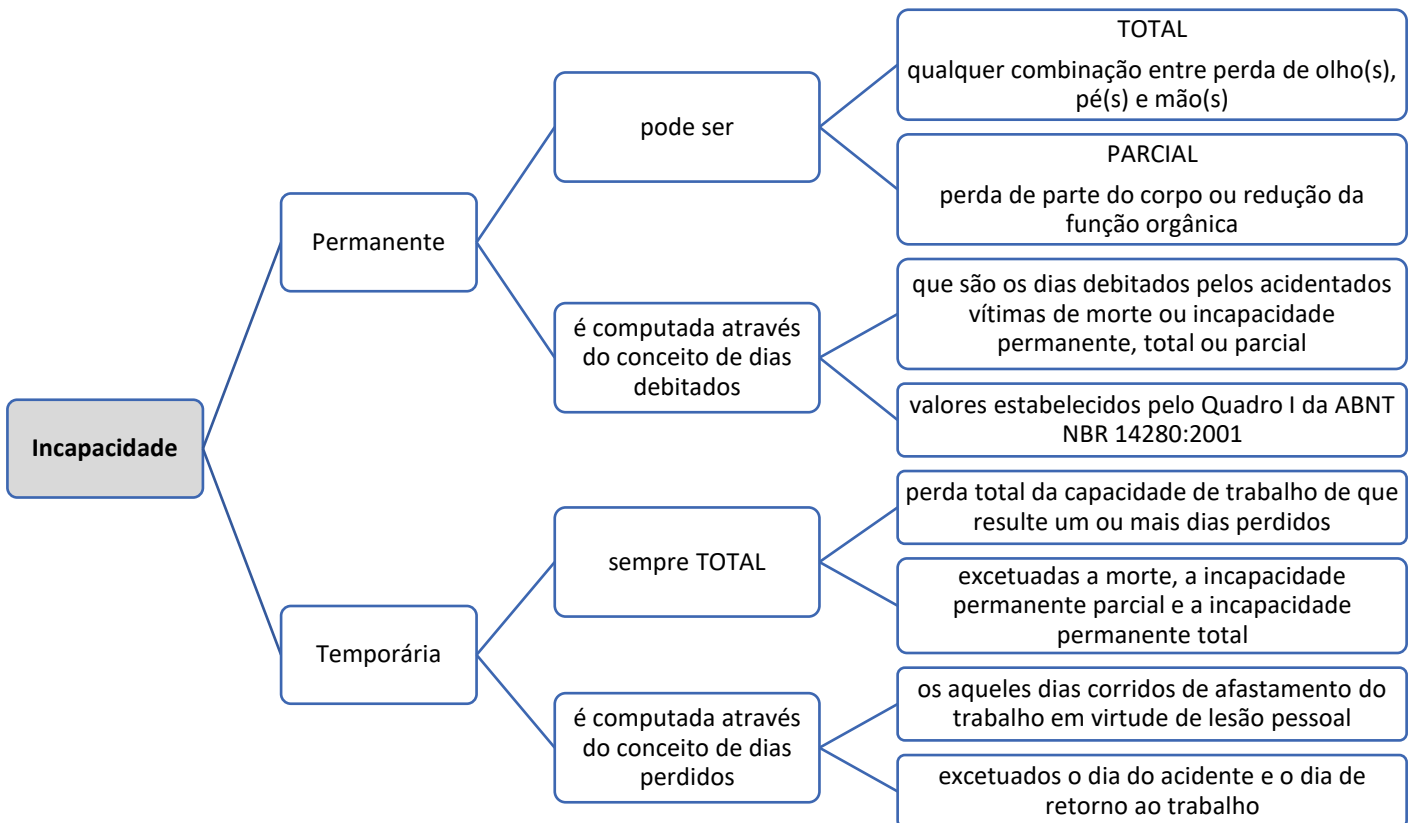 Incapacidade
Permanente
pode ser
TOTAL
qualquer combinação entre perda de olho(s),
pé(s) e mão(s)
PARCIAL
perda de parte do corpo ou redução da
função orgânica
é computada através
do conceito de dias
debitados
que são os dias debitados pelos acidentados
vítimas de morte ou incapacidade
permanente, total ou parcial
valores estabelecidos pelo Quadro I da ABNT
NBR 14280:2001
Temporária
sempre TOTAL
perda total da capacidade de trabalho de que
resulte um ou mais dias perdidos
excetuadas a morte, a incapacidade
permanente parcial e a incapacidade
permanente total
é computada através
do conceito de dias
perdidos
os aqueles dias corridos de afastamento do
trabalho em virtude de lesão pessoal
excetuados o dia do acidente e o dia de
retorno ao trabalho